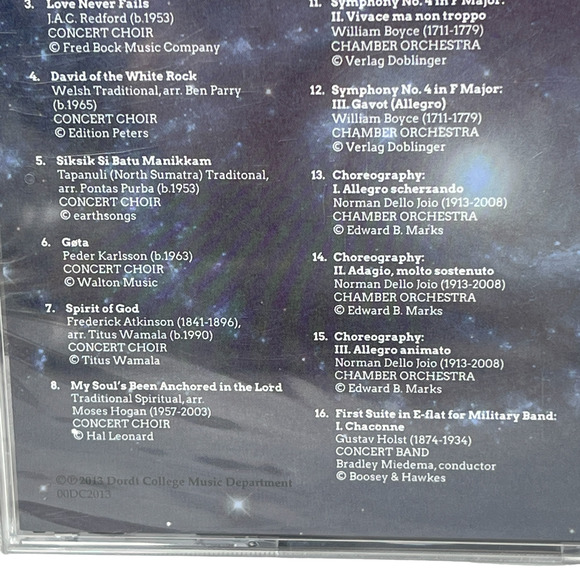 3. Love Never Fails
J.A.C. Redford (b.1953)
CONCERT CHOIR
© Fred Bock Music Company
4. David of the White Rock
Welsh Traditional, arr. Ben Parry
(b.1965)
CONCERT CHOIR
© Edition Peters
5. Siksik Si Batu Manikkam
Tapanuli (North Sumatra) Traditonal,
arr. Pontas Purba (b.1953)
CONCERT CHOIR
© earthsongs
6. Gøta
Peder Karlsson (b.1963)
CONCERT CHOIR
© Walton Music
7. Spirit of God
Frederick Atkinson (1841-1896),
arr. Titus Wamala (b.1990)
CONCERT CHOIR
© Titus Wamala
8. My Soul's Been Anchored in the Lord
Traditional Spiritual, arr.
Moses Hogan (1957-2003)
CONCERT CHOIR
© Hal Leonard
©℗ 2013 Dordt College Music Department
00DC2013
11. Symphony No. 4 in F Major:
II. Vivace ma non troppo
William Boyce (1711-1779)
CHAMBER ORCHESTRA
© Verlag Doblinger
12. Symphony No. 4 in F Major:
III. Gavot (Allegro)
William Boyce (1711-1779)
CHAMBER ORCHESTRA
© Verlag Doblinger
13. Choreography:
I. Allegro scherzando
Norman Dello Joio (1913-2008)
CHAMBER ORCHESTRA
© Edward B. Marks
14. Choreography:
II. Adagio, molto sostenuto
Norman Dello Joio (1913-2008)
CHAMBER ORCHESTRA
© Edward B. Marks
15. Choreography:
III. Allegro animato
Norman Dello Joio (1913-2008)
CHAMBER ORCHESTRA
© Edward B. Marks
16. First Suite in E-flat for Military Band:
I. Chaconne
Gustav Holst (1874-1934)
CONCERT BAND
Bradley Miedema, conductor
© Boosey & Hawkes